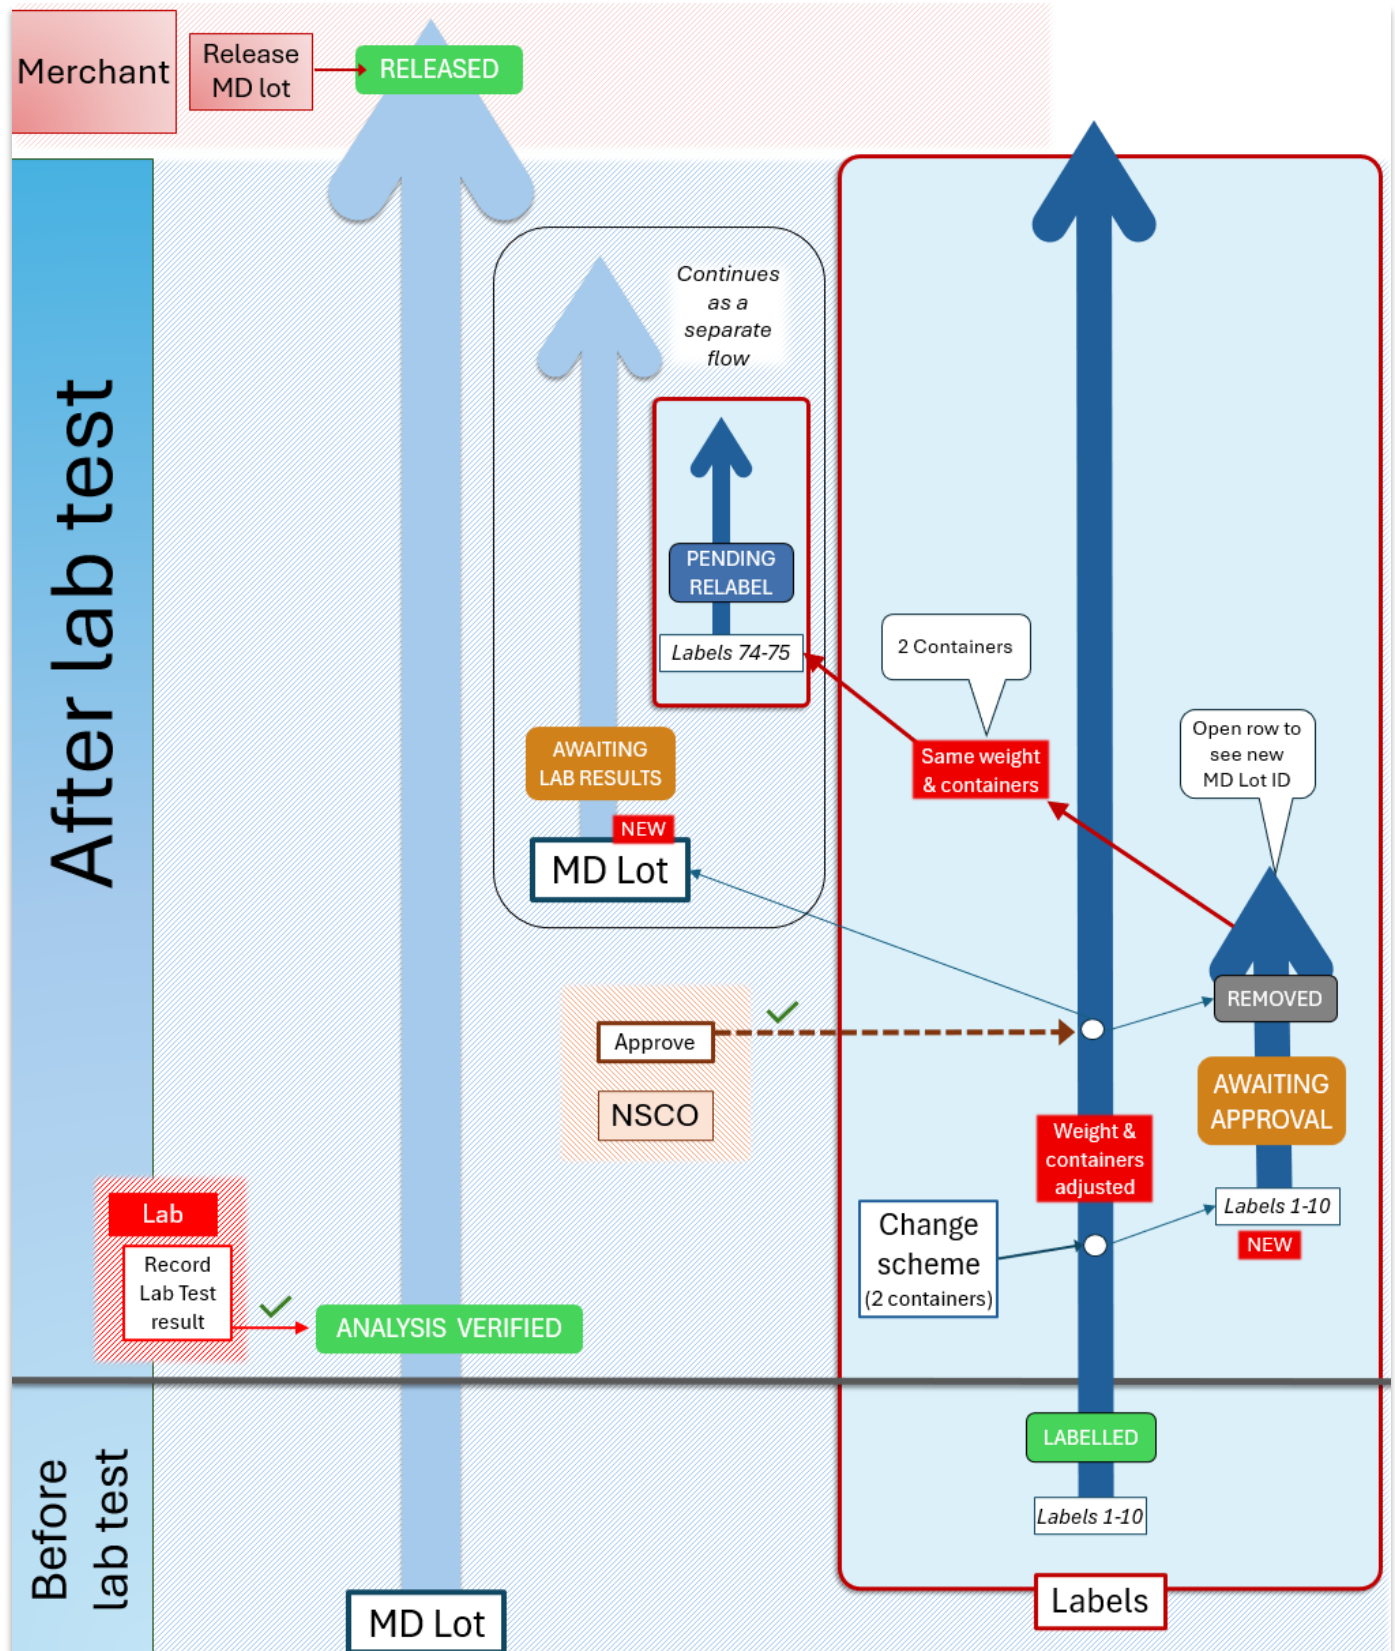 Merchant
Release
MD lot
RELEASED
Continues
as a
separate
flow
After lab test
PENDING
RELABEL
Labels 74-75
2 Containers
Same weight
& containers
Open row to
see new
MD Lot ID
AWAITING
LAB RESULTS
NEW
MD Lot
REMOVED
Approve
NSCO
AWAITING
APPROVAL
Weight &
containers
adjusted
Labels 1-10
NEW
Change
scheme
(2 containers)
Lab
Record
Lab Test
result
ANALYSIS VERIFIED
Before
lab test
LABELLED
Labels 1-10
Labels
MD Lot